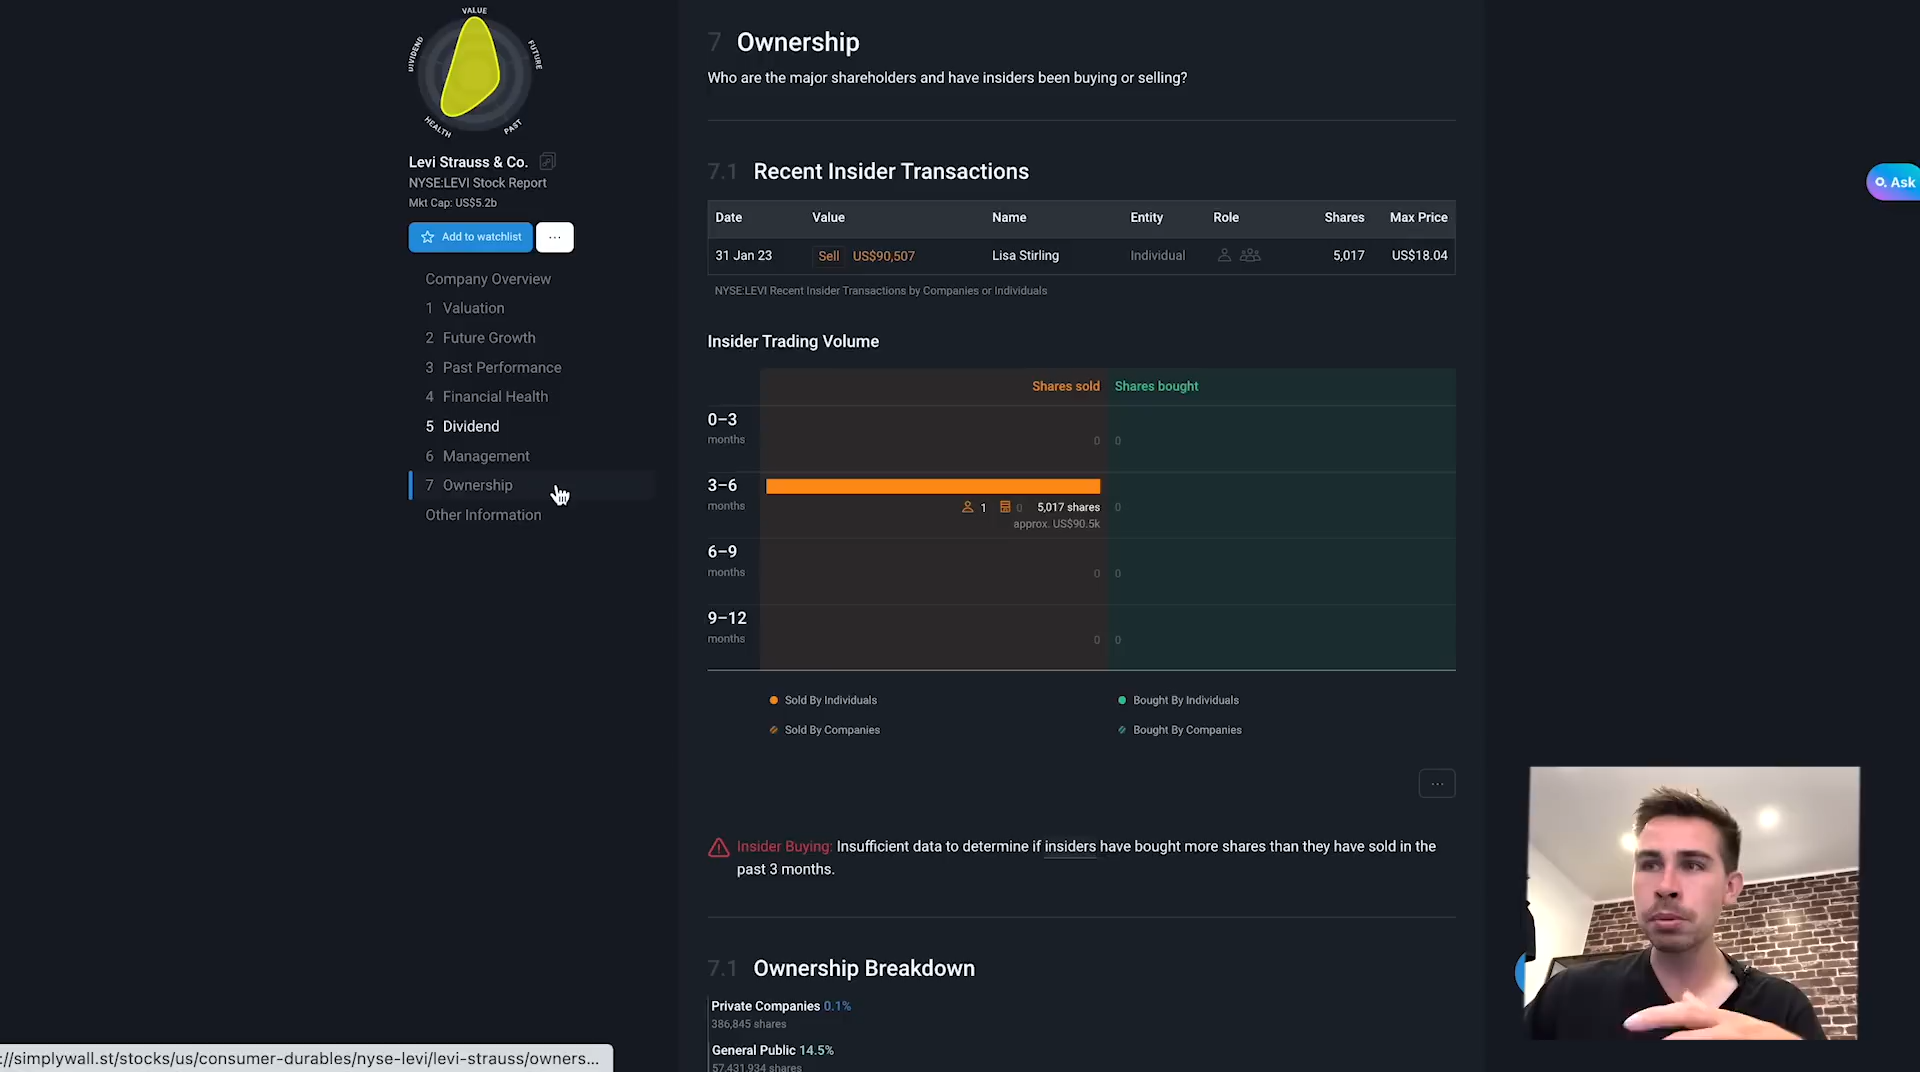 VALUE
FUTURE
PAST
HEALTH
DIVIDEND
Levi Strauss & Co.
NYSE:LEVI Stock Report
Mkt Cap: US$5.2b
Add to watchlist
...
Company Overview
1 Valuation
2 Future Growth
3 Past Performance
4 Financial Health
5 Dividend
6 Management
7 Ownership
Other Information
7 Ownership
Who are the major shareholders and have insiders been buying or selling?
7.1 Recent Insider Transactions
Date Value Name Entity Role Shares Max Price
31 Jan 23 Sell US$90,507 Lisa Stirling Individual 5,017 US$18.04
NYSE:LEVI Recent Insider Transactions by Companies or Individuals
Insider Trading Volume
Shares sold Shares bought
0–3 months 0 0
3–6 months 1 0 5,017 shares 0
approx. US$90.5k
6–9 months 0 0
9–12 months 0 0
Sold By Individuals Bought By Individuals
Sold By Companies Bought By Companies
...
Insider Buying: Insufficient data to determine if insiders have bought more shares than they have sold in the
past 3 months.
7.1 Ownership Breakdown
Private Companies 0.1%
386,845 shares
General Public 14.5%
57,431,934 shares
Ask
://simplywall.st/stocks/us/consumer-durables/nyse-levi/levi-strauss/owners...